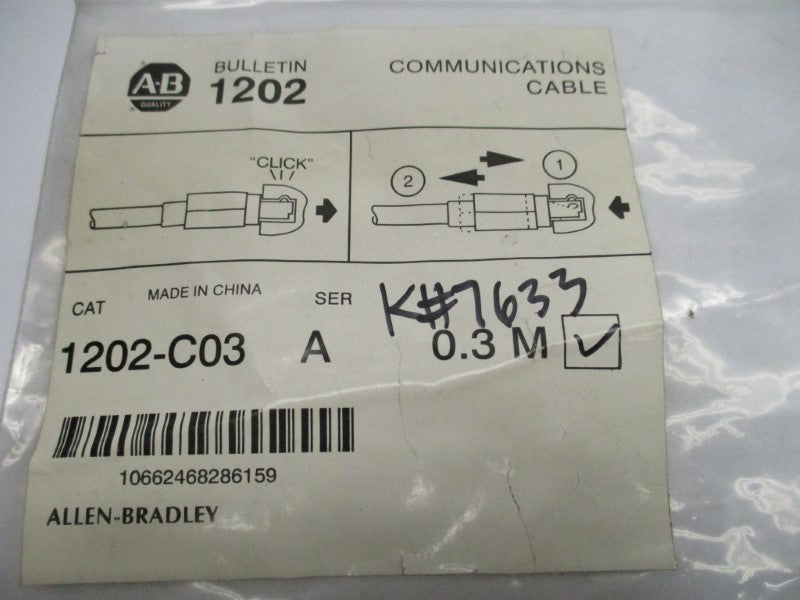 A-B
QUALITY
BULLETIN
1202
COMMUNICATIONS
CABLE
"CLICK"
2
1
CAT
MADE IN CHINA
SER
K#7633
1202-C03
A
0.3 M
10662468286159
ALLEN-BRADLEY